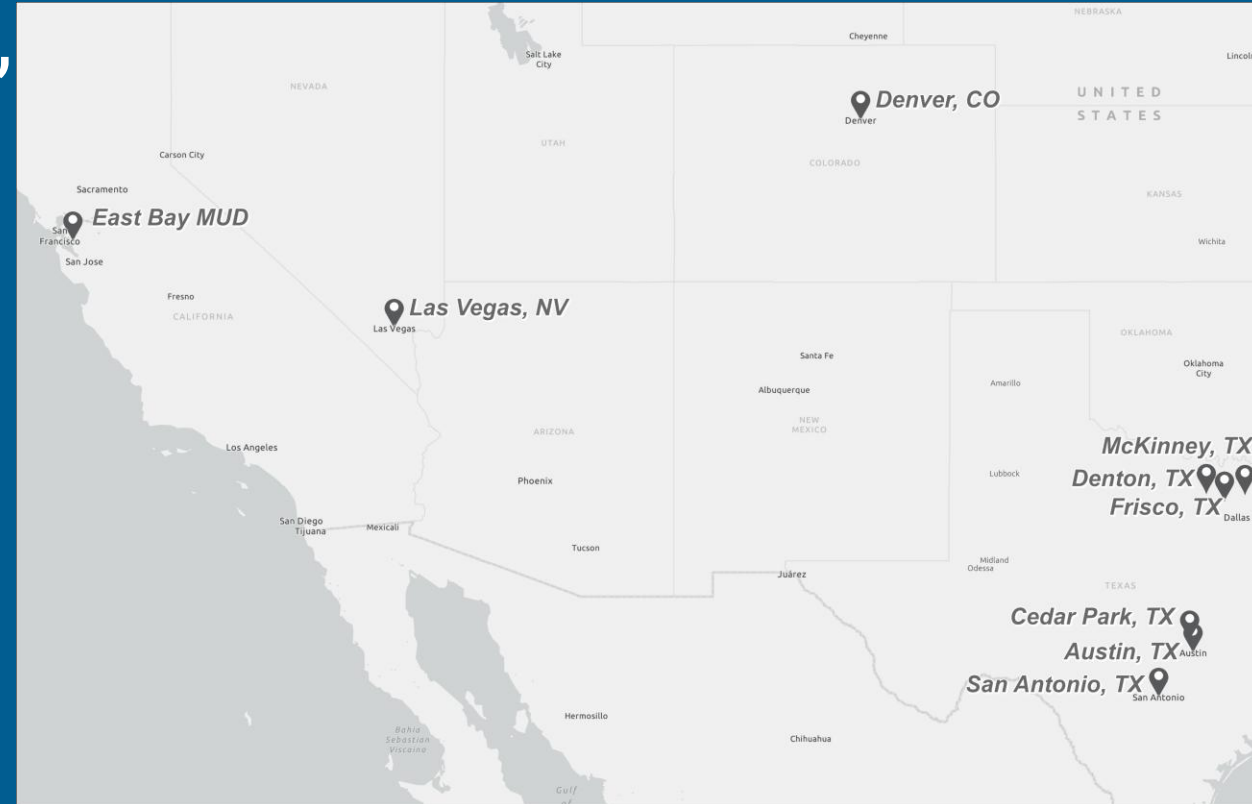 NEBRASKA
Cheyenne
Salt Lake
City
Lincoln
NEVADA
UNITED
STATES
Denver, CO
Denver
UTAH
Carson City
COLORADO
Sacramento
KANSAS
East Bay MUD
San
Francisco
Wichita
San Jose
Fresno
Las Vegas, NV
CALIFORNIA
Las Vegas
OKLAHOMA
Santa Fe
Oklahoma
City
Amarillo
Albuquerque
NEW
MEXICO
ARIZONA
Los Angeles
McKinney, TX
Lubbock
Denton, TX
Phoenix
Frisco, TX
Dallas
San Diego
Tijuana
Mexicali
Tucson
Midland
Odessa
Juárez
TEXAS
Cedar Park, TX
Austin, TX
Austin
San Antonio, TX
San Antonio
Hermosillo
Bahía
Sebastián
Vizcaíno
Chihuahua
Gulf
of